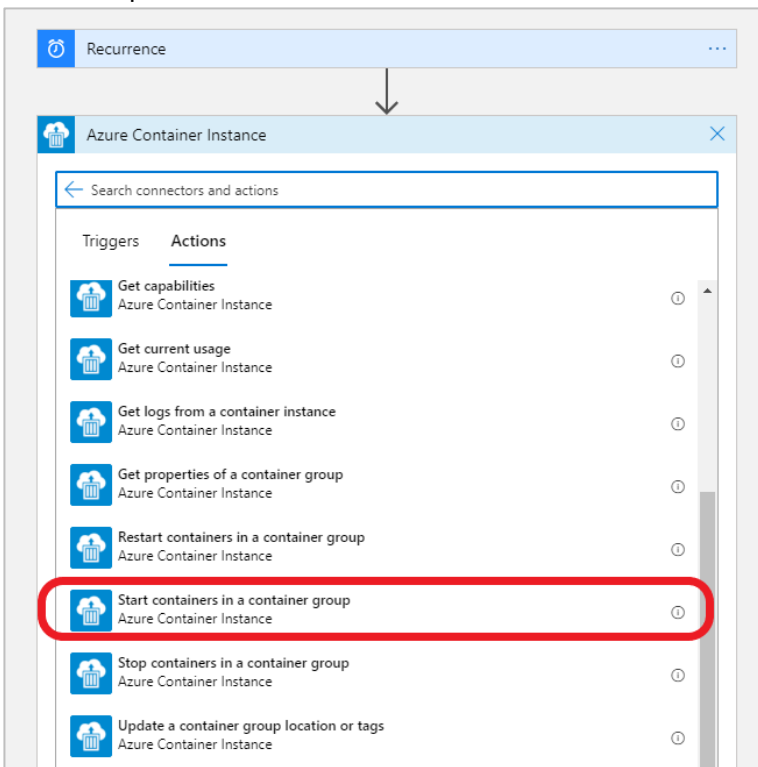 Recurrence
Azure Container Instance
Search connectors and actions
Triggers Actions
Get capabilities
Azure Container Instance
Get current usage
Azure Container Instance
Get logs from a container instance
Azure Container Instance
Get properties of a container group
Azure Container Instance
Restart containers in a container group
Azure Container Instance
Start containers in a container group
Azure Container Instance
Stop containers in a container group
Azure Container Instance
Update a container group location or tags
Azure Container Instance